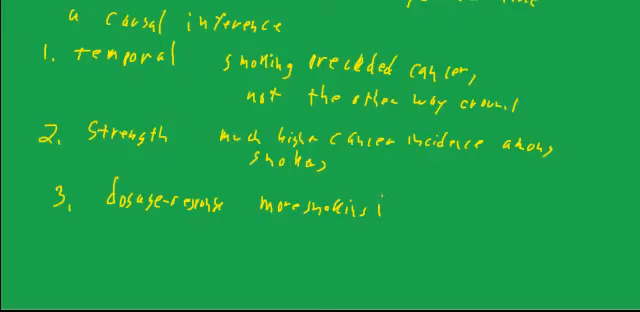 a causal inference
1. temporal smoking preceded cancer,
not the other way around
2. Strength much higher cancer incidence among
smokers
3. dosage-response more smoking i